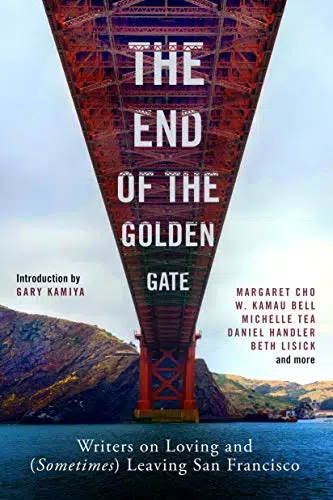 THE
END
OF THE
GOLDEN
GATE
Introduction by
GARY KAMIYA
MARGARET CHO
W. KAMAU BELL
MICHELLE TEA
DANIEL HANDLER
BETH LISICK
and more
Writers on Loving and
(Sometimes) Leaving San Francisco